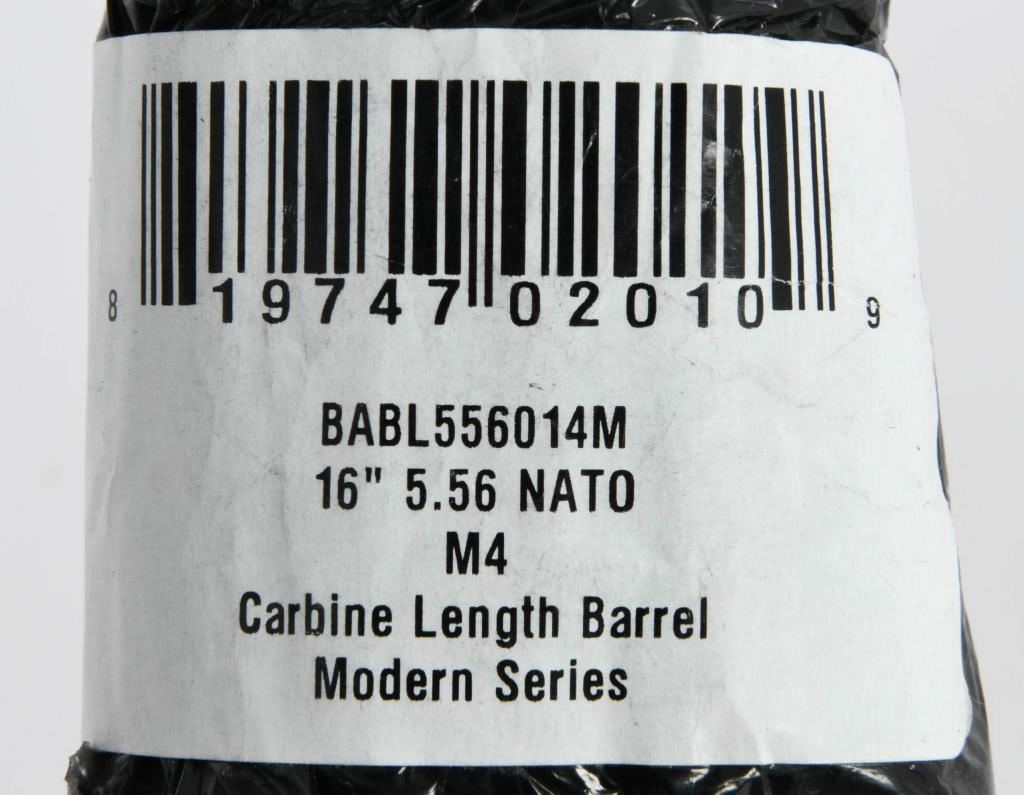 8 19747 02010 9
BABL556014M
16" 5.56 NATO
M4
Carbine Length Barrel
Modern Series